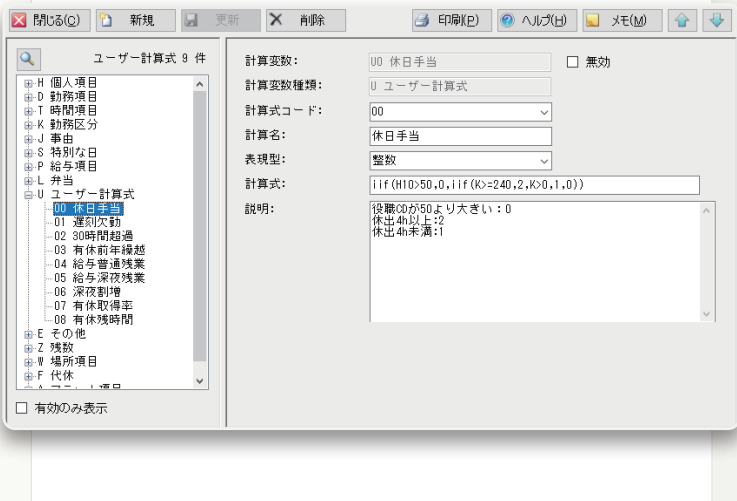 閉じる(C)
新規
更新
削除
印刷(P)
ヘルプ(H)
メモ(M)
ユーザー計算式 9 件
H 個人項目
D 勤務項目
T 時間項目
K 勤務区分
J 事由
S 特別な日
P 給与項目
L 弁当
U ユーザー計算式
00 休日手当
01 遅刻欠勤
02 30時間超過
03 有休前年繰越
04 給与普通残業
05 給与深夜残業
06 深夜割増
07 有休取得率
08 有休残時間
E その他
Z 残数
W 場所項目
F 代休
有効のみ表示
計算変数:
U0 休日手当
無効
計算変数種類:
U ユーザー計算式
計算式コード:
00
計算名:
休日手当
表現型:
整数
計算式:
iif(H10>50,0,iif(K>=240,2,K>0,1,0))
説明:
役職CDが50より大きい：0
休出4h以上:2
休出4h未満:1